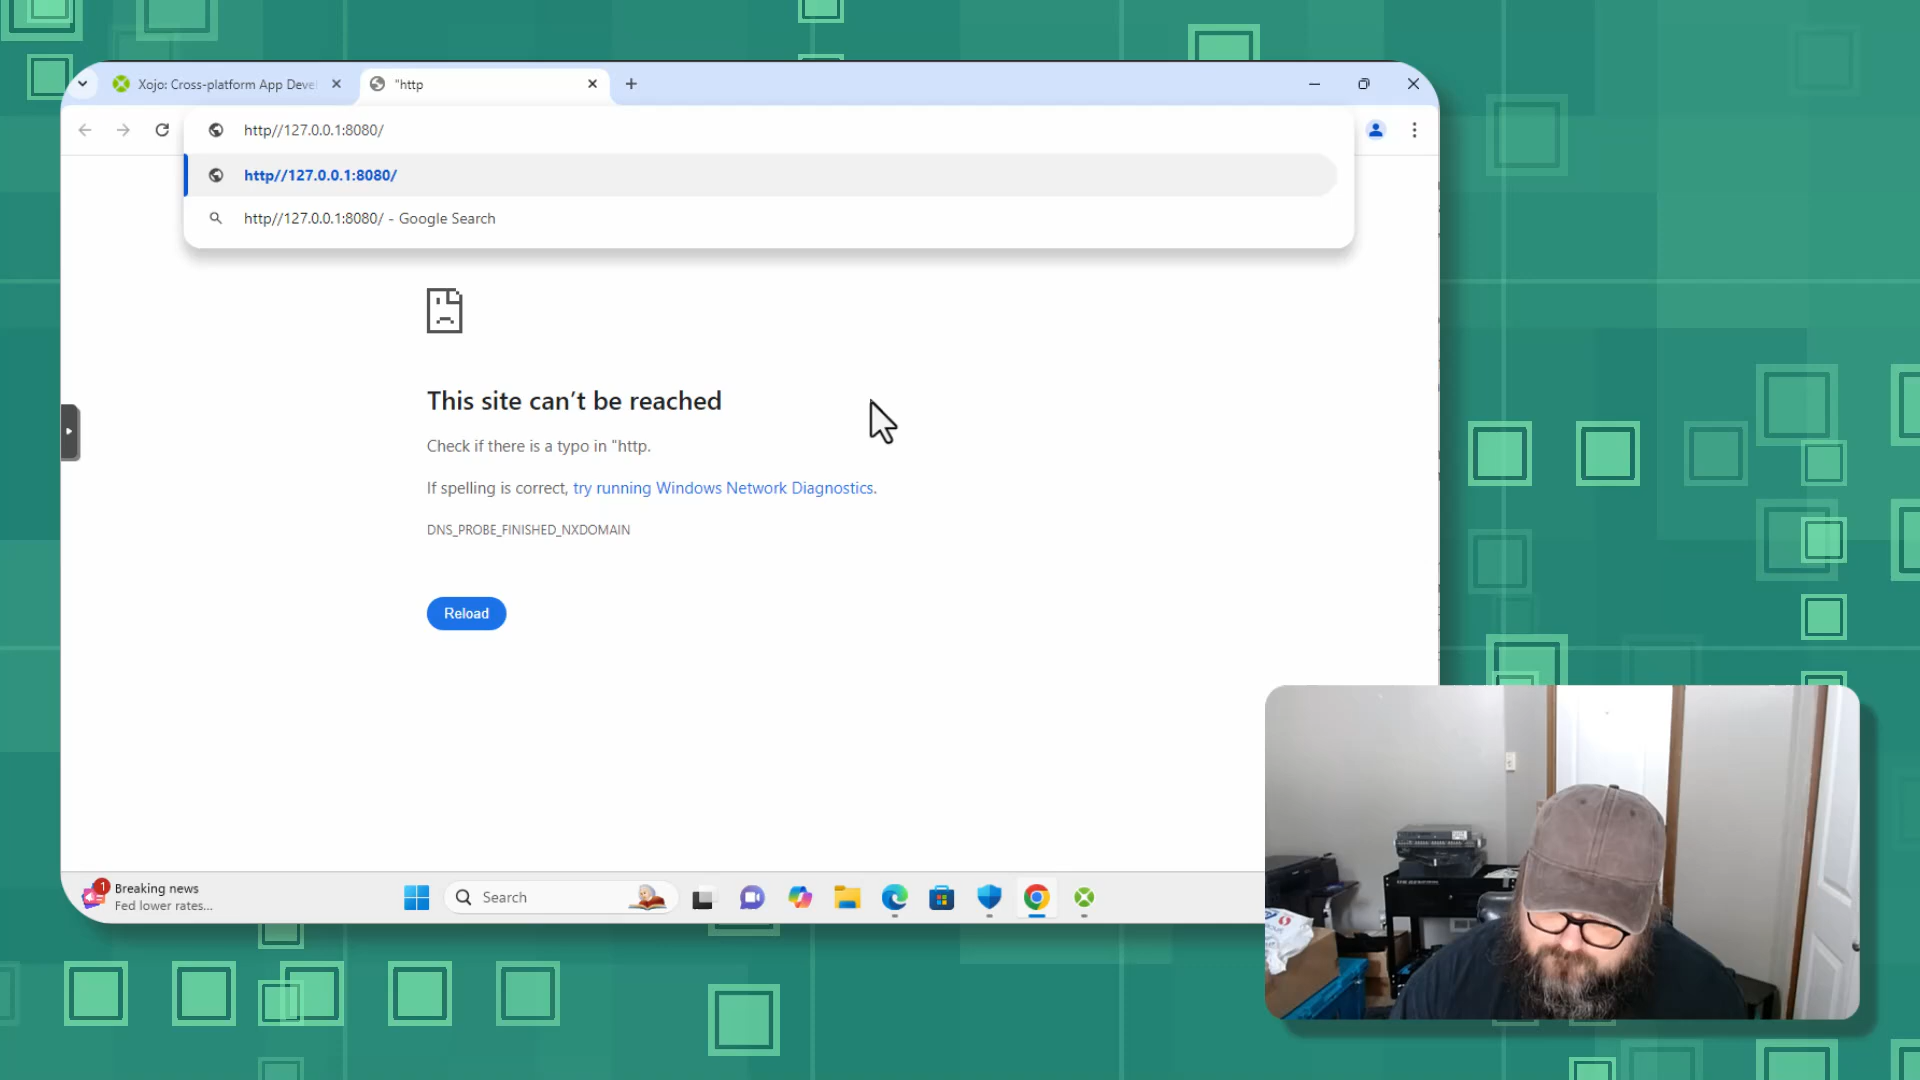 Xojo: Cross-platform App Deve
"http
http//127.0.0.1:8080/
http//127.0.0.1:8080/
http//127.0.0.1:8080/ - Google Search
This site can’t be reached
Check if there is a typo in "http.
If spelling is correct, try running Windows Network Diagnostics.
DNS_PROBE_FINISHED_NXDOMAIN
Reload
1
Breaking news
Fed lower rates...
Search